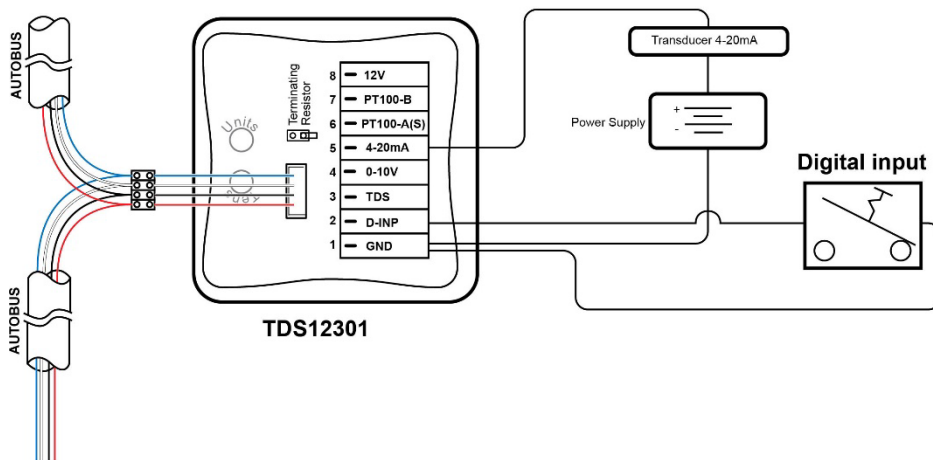 AUTOBUS
Transducer 4-20mA
Terminating
Resistor
8 12V
7 PT100-B
6 PT100-A(S)
5 4-20mA
4 0-10V
3 TDS
2 D-INP
1 GND
Units
Tens
Power Supply
+
-
Digital input
AUTOBUS
TDS12301